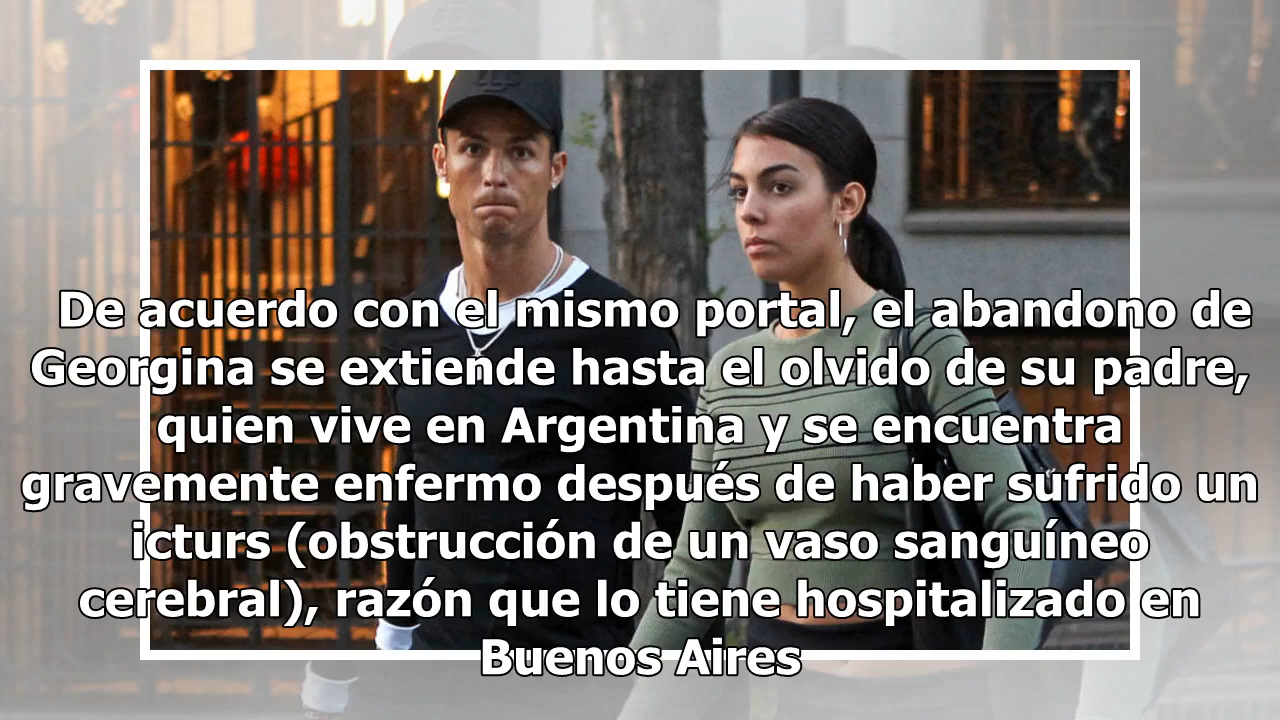 De acuerdo con el mismo portal, el abandono de
Georgina se extiende hasta el olvido de su padre,
quien vive en Argentina y se encuentra
gravemente enfermo después de haber sufrido un
icturs (obstrucción de un vaso sanguíneo
cerebral), razón que lo tiene hospitalizado en
Buenos Aires